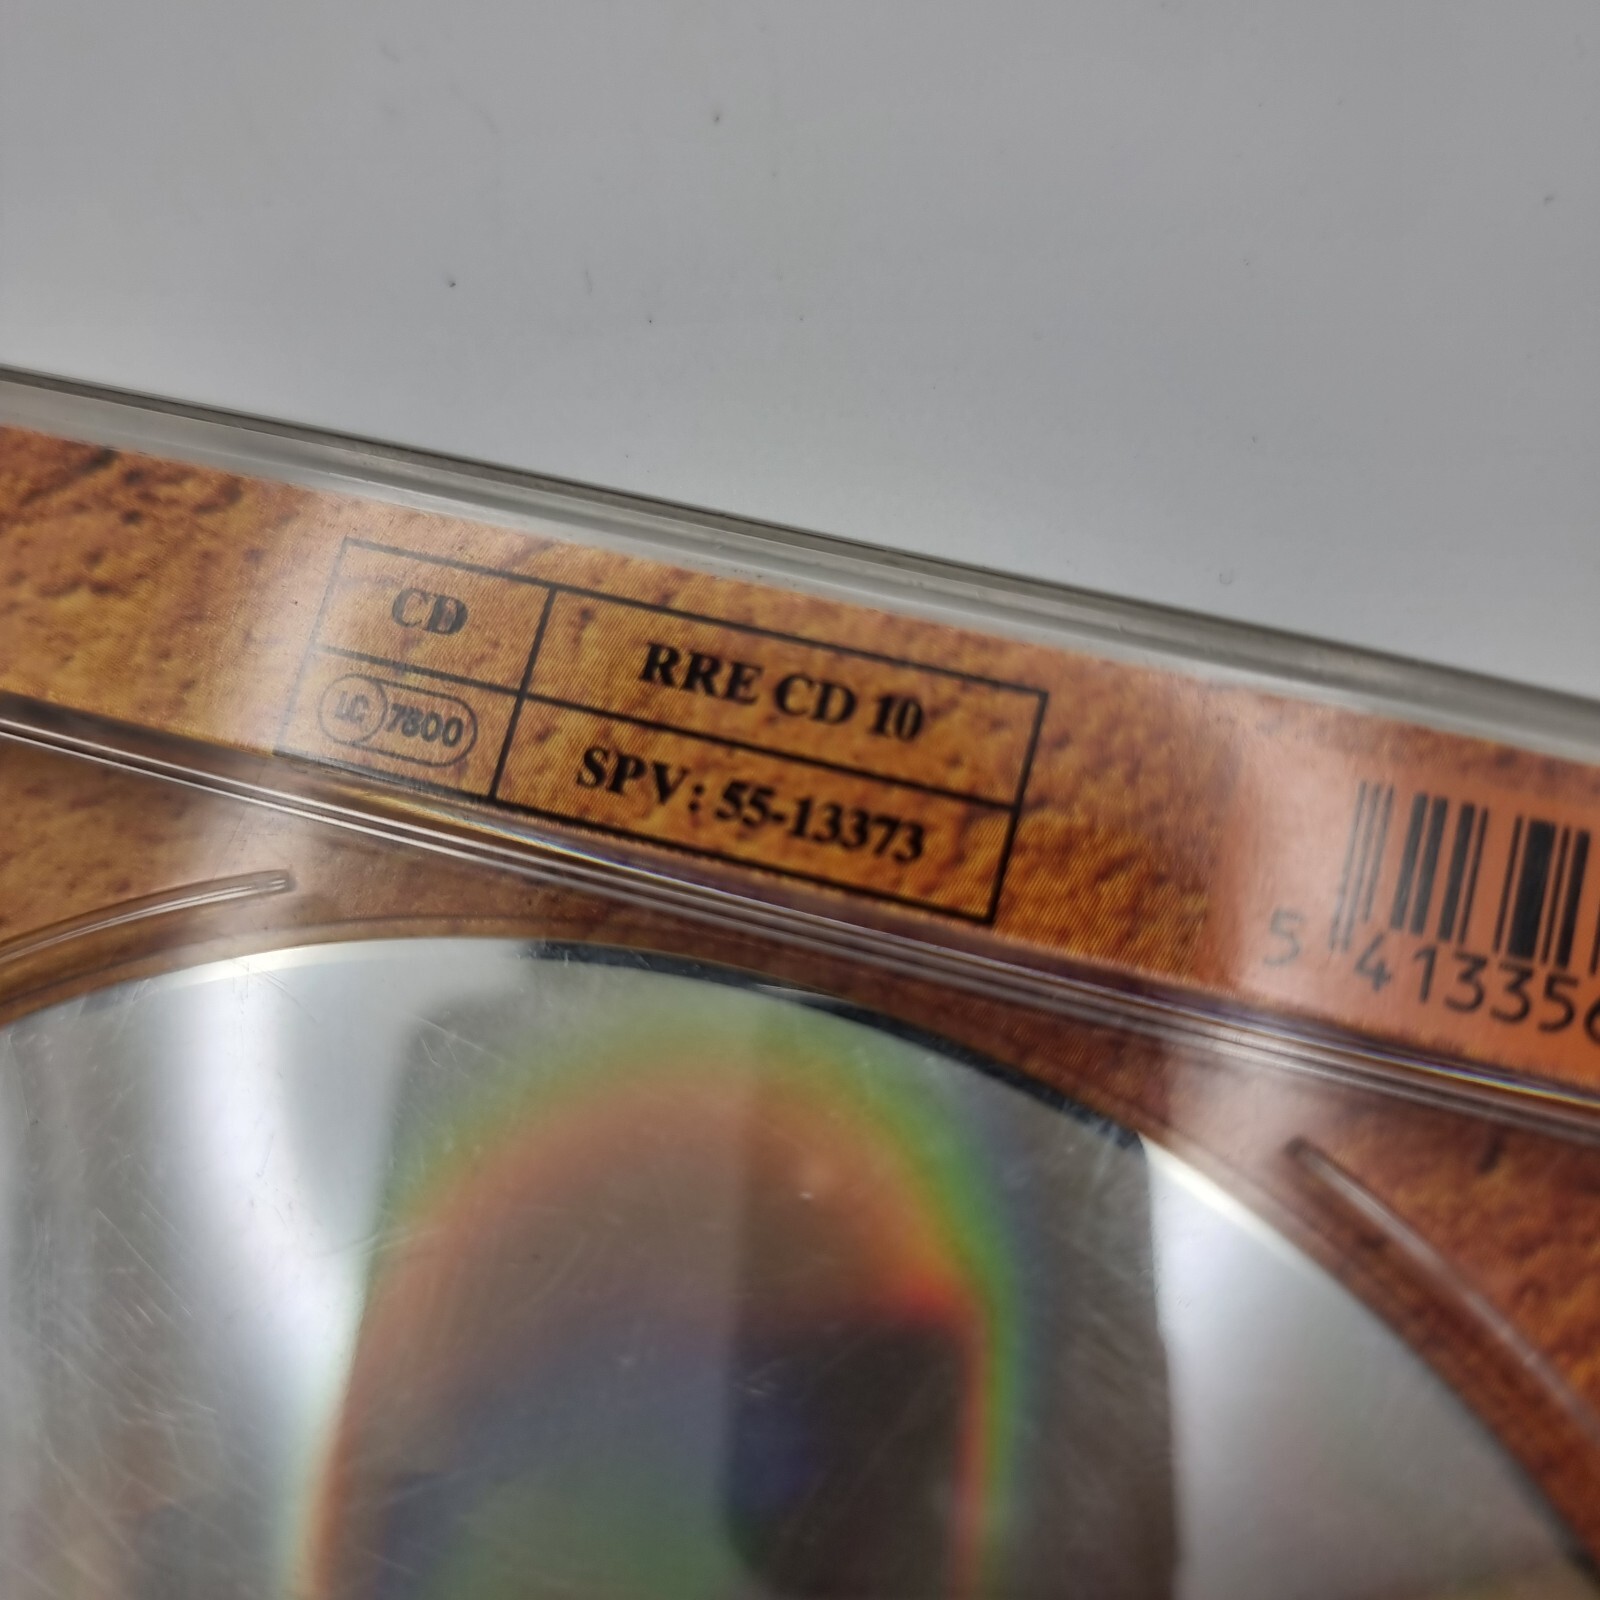 CD
RRE CD 10
LC 7800
SPV: 55-13373
5 413356